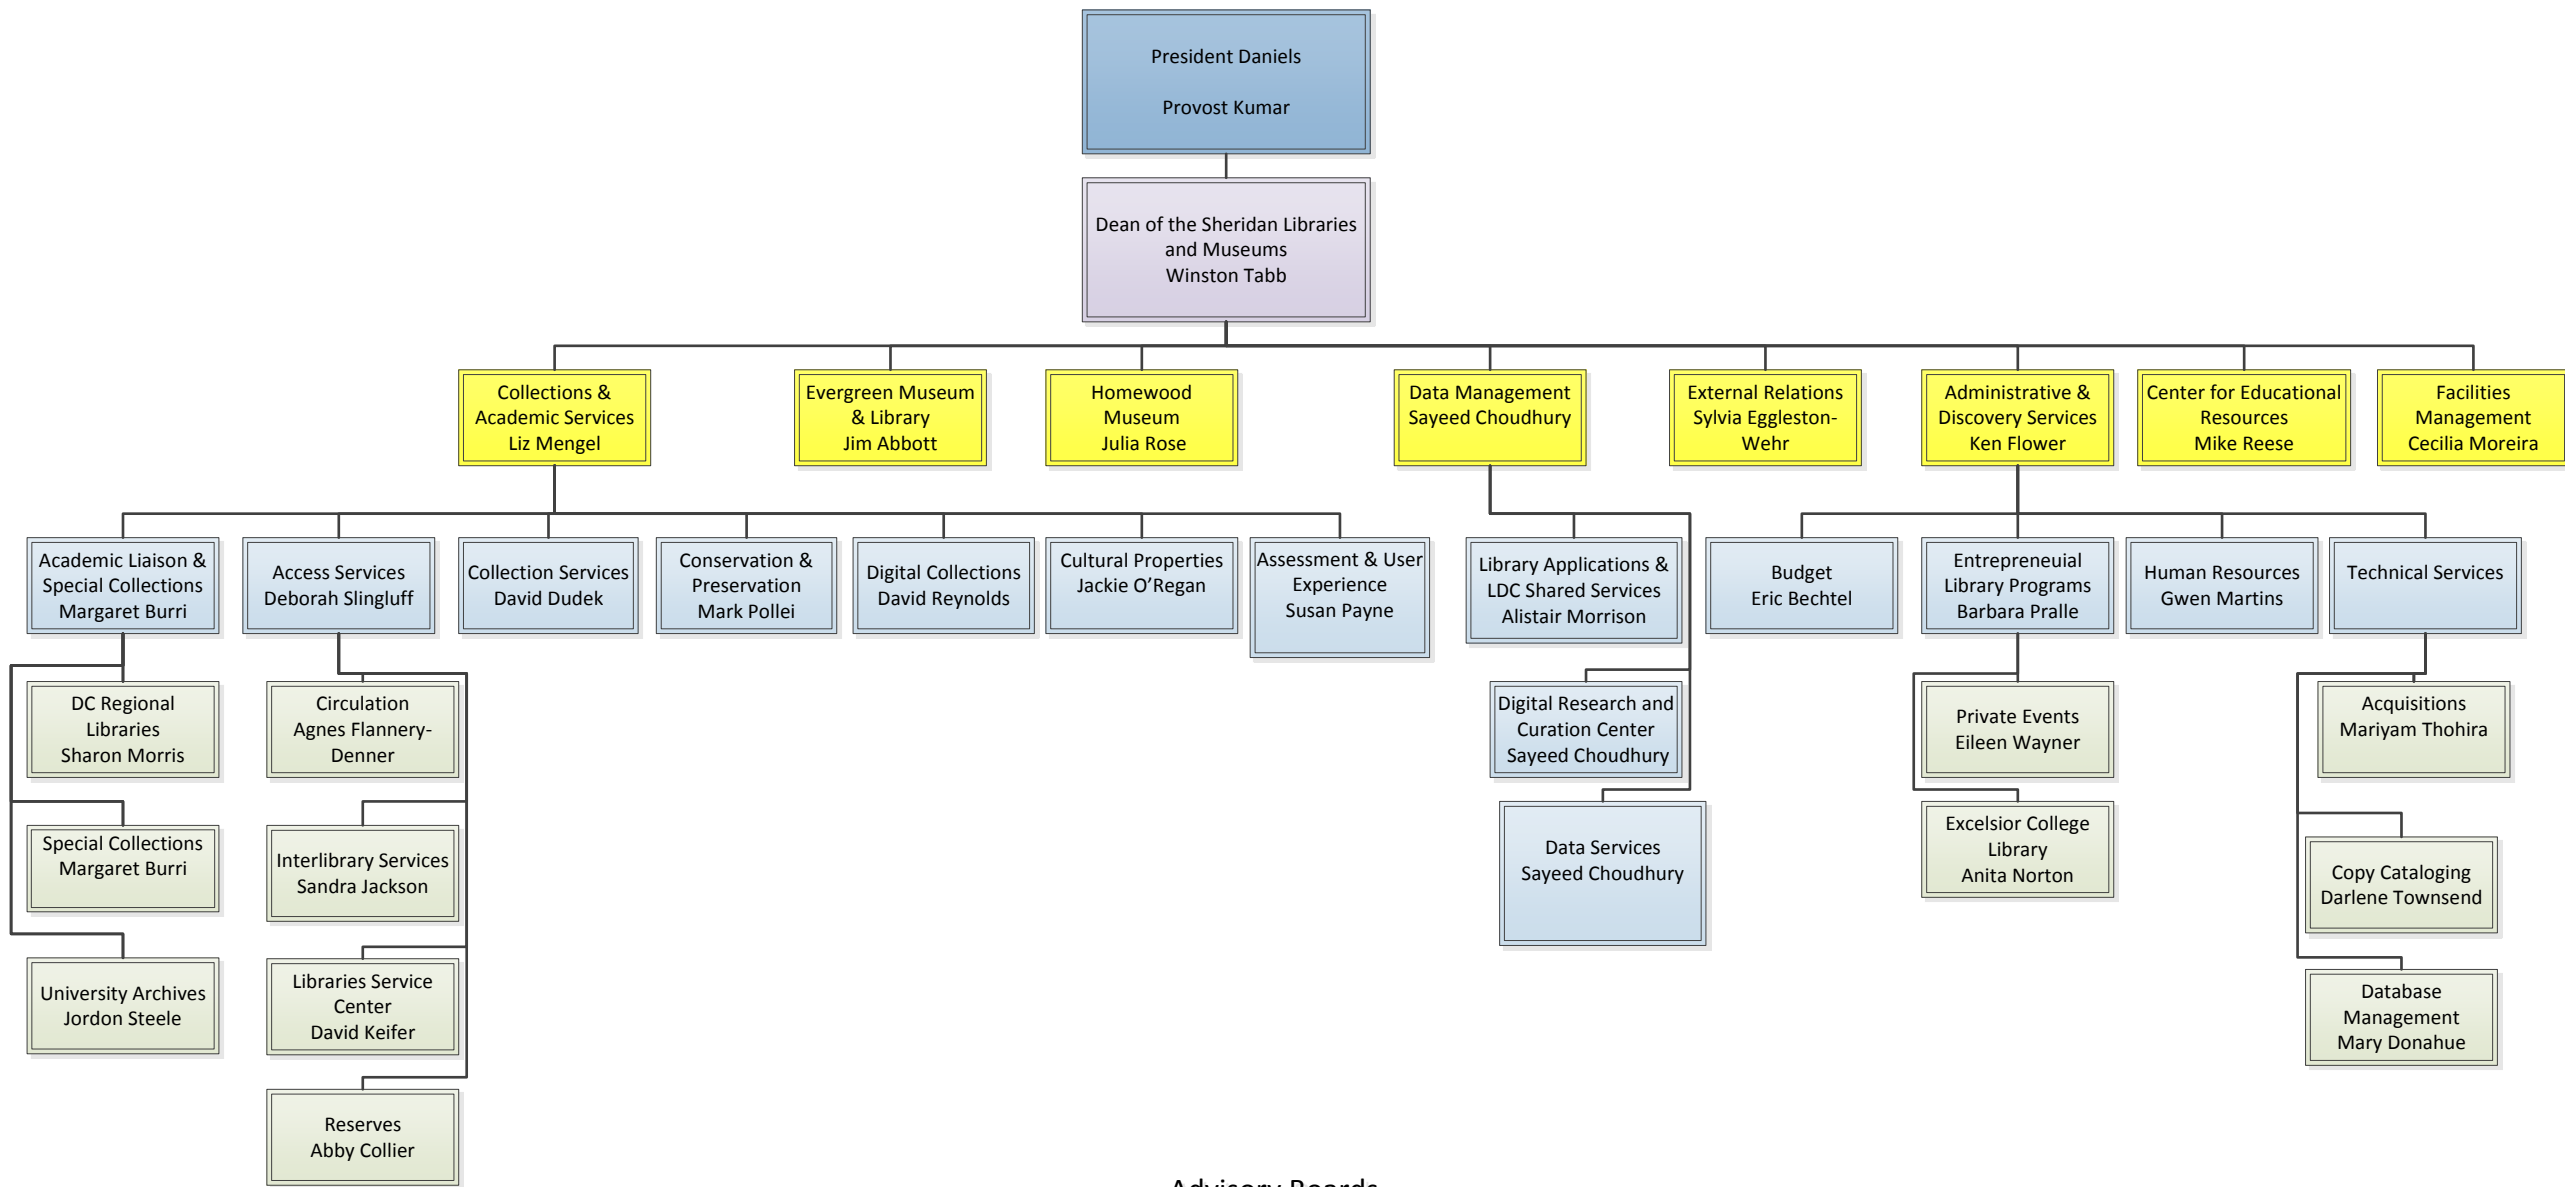 President Daniels
Provost Kumar
Dean of the Sheridan Libraries
and Museums
Winston Tabb
Collections &
Academic Services
Liz Mengel
Evergreen Museum
& Library
Jim Abbott
Homewood
Museum
Julia Rose
Data Management
Sayeed Choudhury
External Relations
Sylvia Eggleston-
Wehr
Administrative &
Discovery Services
Ken Flower
Center for Educational
Resources
Mike Reese
Facilities
Management
Cecilia Moreira
Academic Liaison &
Special Collections
Margaret Burri
Access Services
Deborah Slingluff
Collection Services
David Dudek
Conservation &
Preservation
Mark Pollei
Digital Collections
David Reynolds
Cultural Properties
Jackie O’Regan
Assessment & User
Experience
Susan Payne
Library Applications &
LDC Shared Services
Alistair Morrison
Budget
Eric Bechtel
Entrepreneuial
Library Programs
Barbara Pralle
Human Resources
Gwen Martins
Technical Services
DC Regional
Libraries
Sharon Morris
Circulation
Agnes Flannery-
Denner
Digital Research and
Curation Center
Sayeed Choudhury
Private Events
Eileen Wayner
Acquisitions
Mariyam Thohira
Special Collections
Margaret Burri
Interlibrary Services
Sandra Jackson
Data Services
Sayeed Choudhury
Excelsior College
Library
Anita Norton
Copy Cataloging
Darlene Townsend
University Archives
Jordon Steele
Libraries Service
Center
David Keifer
Database
Management
Mary Donahue
Reserves
Abby Collier
Advisory Boards